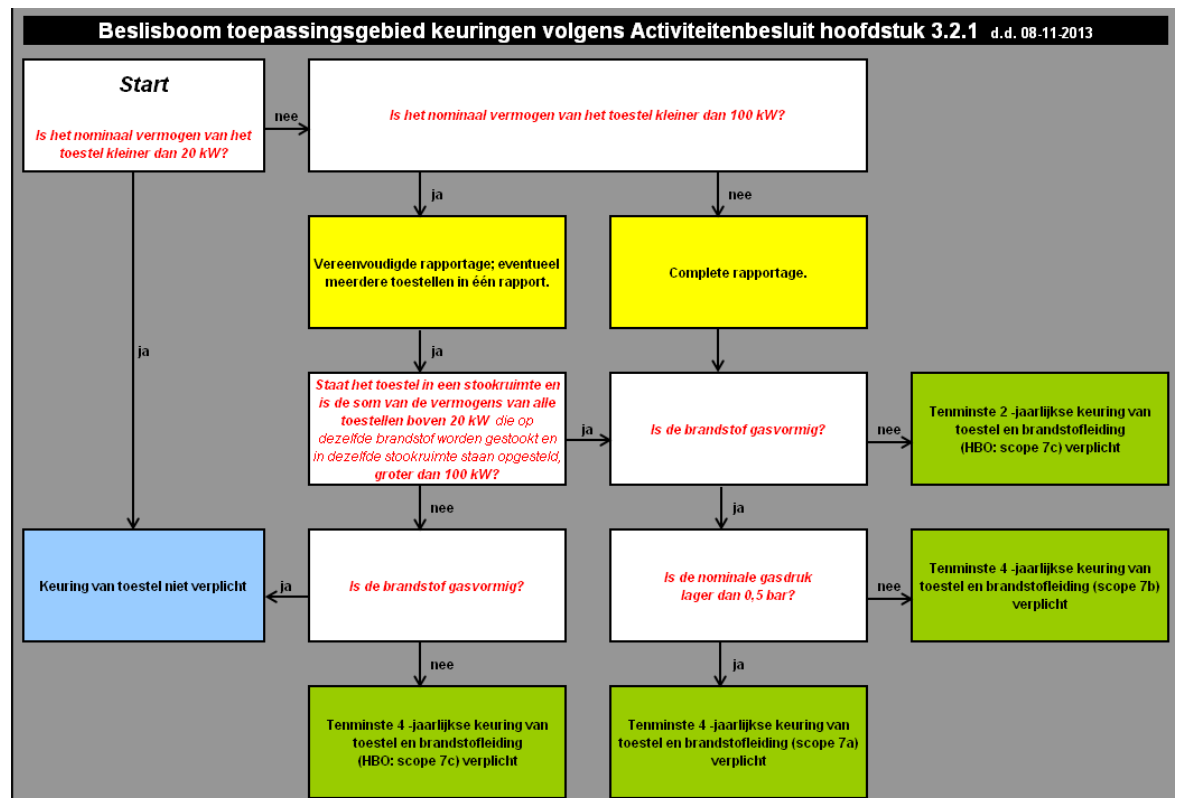 Beslisboom toepassingsgebied keuringen volgens Activiteitenbesluit hoofdstuk 3.2.1 d.d. 08-11-2013
Start
Is het nominaal vermogen van het
toestel kleiner dan 20 kW?
nee
Is het nominaal vermogen van het toestel kleiner dan 100 kW?
ja
nee
Vereenvoudigde rapportage; eventueel
meerdere toestellen in één rapport.
Complete rapportage.
ja
ja
Staat het toestel in een stookruimte en
is de som van de vermogens van alle
toestellen boven 20 kW die op
dezelfde brandstof worden gestookt en
in dezelfde stookruimte staan opgesteld,
groter dan 100 kW?
ja
Is de brandstof gasvormig?
nee
Tenminste 2 -jaarlijkse keuring van
toestel en brandstofleiding
(HBO: scope 7c) verplicht
nee
ja
Keuring van toestel niet verplicht
ja
Is de brandstof gasvormig?
Is de nominale gasdruk
lager dan 0,5 bar?
nee
Tenminste 4 -jaarlijkse keuring van
toestel en brandstofleiding (scope 7b)
verplicht
nee
ja
Tenminste 4 -jaarlijkse keuring van
toestel en brandstofleiding
(HBO: scope 7c) verplicht
Tenminste 4 -jaarlijkse keuring van
toestel en brandstofleiding (scope 7a)
verplicht